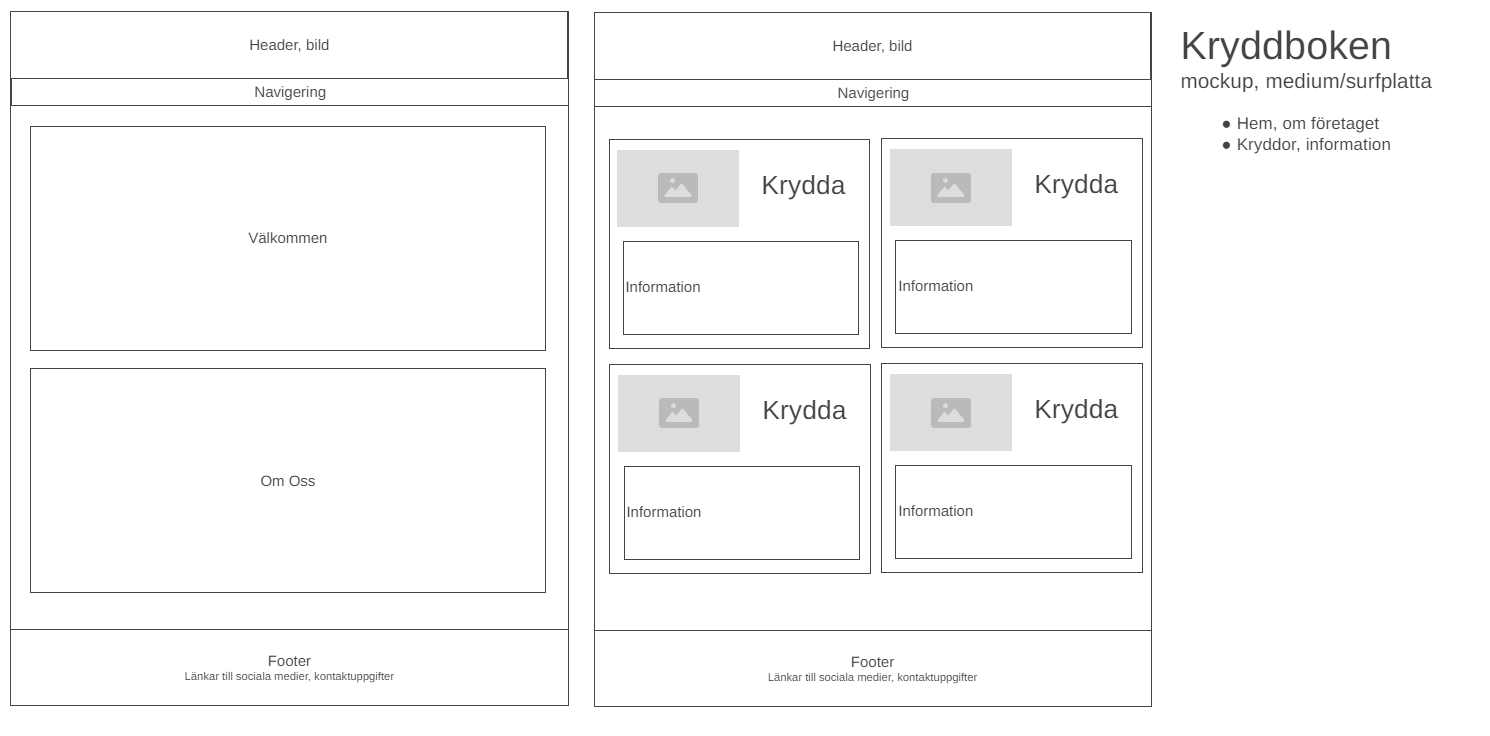 Header, bild
Navigering
Välkommen
Om Oss
Footer
Länkar till sociala medier, kontaktuppgifter
Header, bild
Navigering
Krydda
Information
Krydda
Information
Krydda
Information
Krydda
Information
Footer
Länkar till sociala medier, kontaktuppgifter
Kryddboken
mockup, medium/surfplatta
● Hem, om företaget
● Kryddor, information